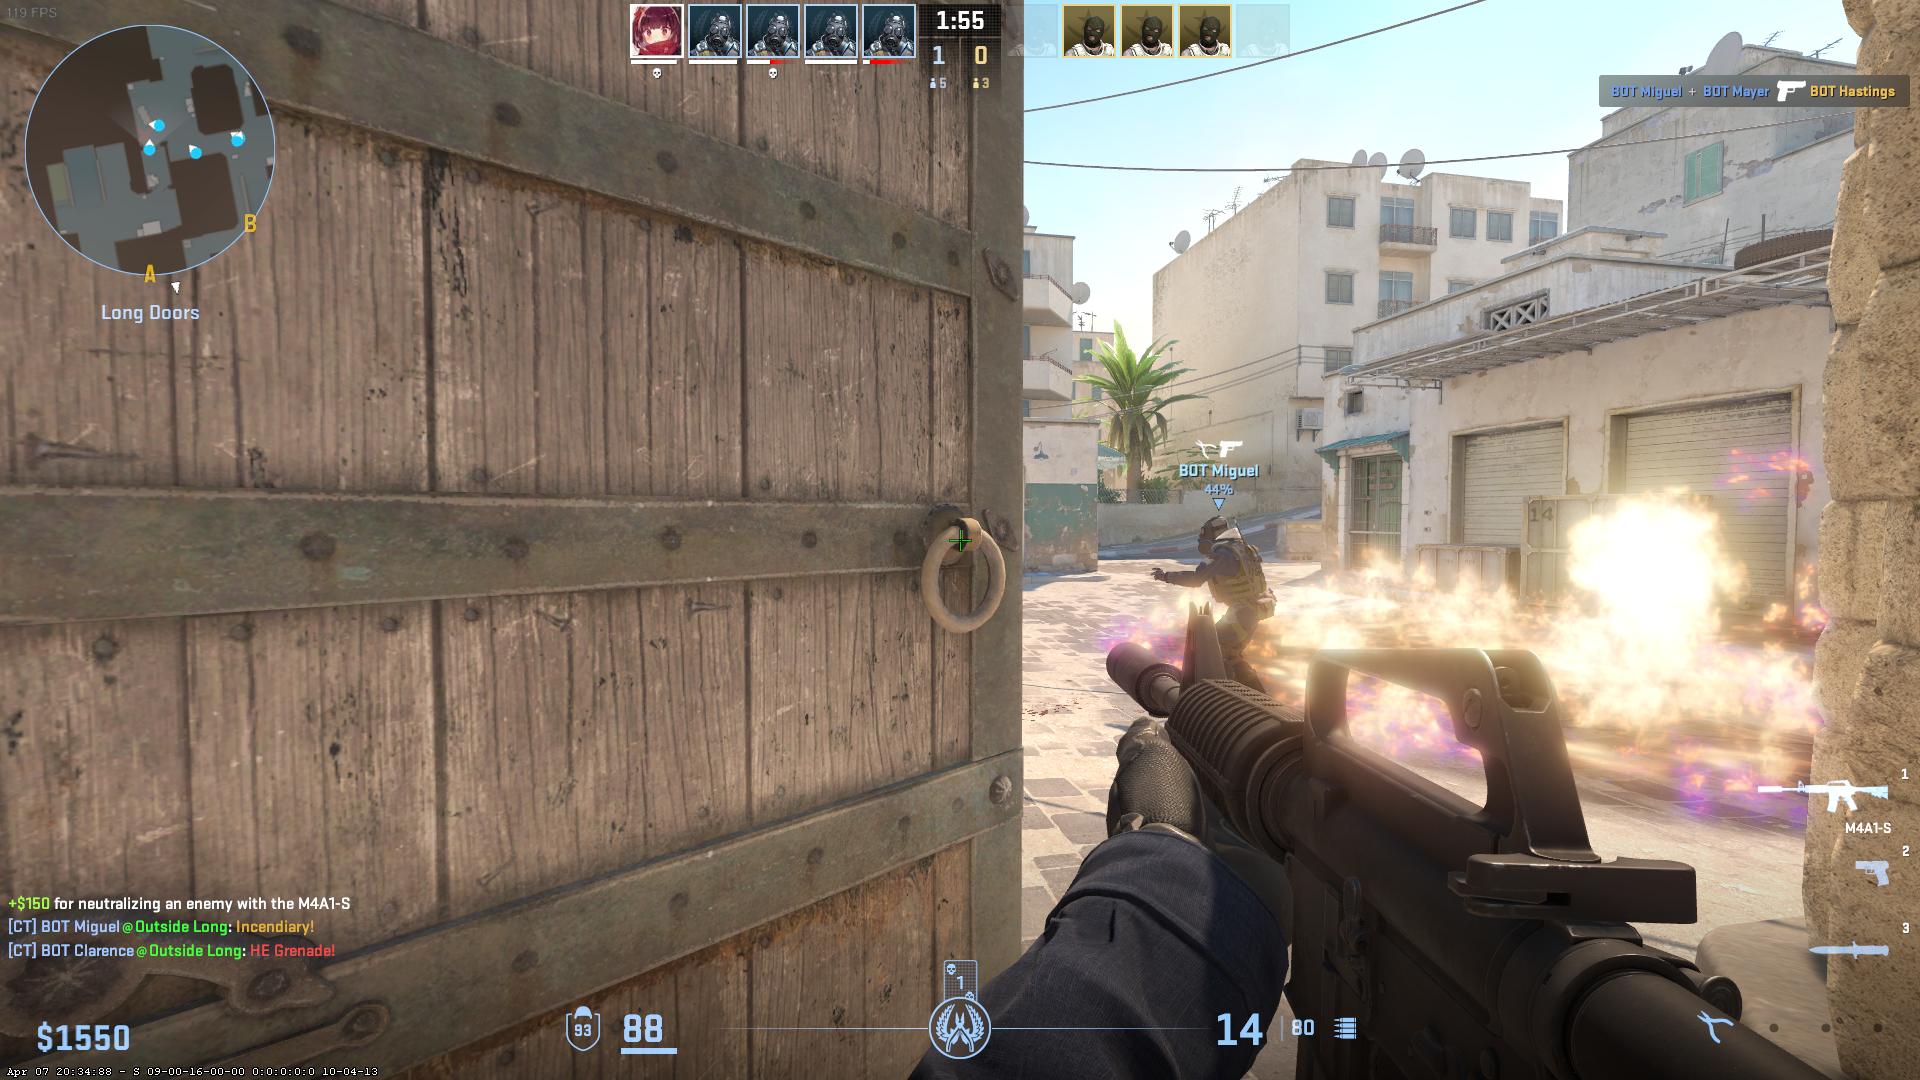 119 FPS
1:55
1 0
5 3
BOT Miguel + BOT Mayer BOT Hastings
B
A
Long Doors
BOT Miguel
44%
14
1
M4A1-S
2
3
+$150 for neutralizing an enemy with the M4A1-S
[CT] BOT Miguel@Outside Long: Incendiary!
[CT] BOT Clarence@Outside Long: HE Grenade!
1
$1550
93 88
14 80
Apr 07 20:34:88 - S 09-00-16-00-00 0:0:0:0:0 10-04-13